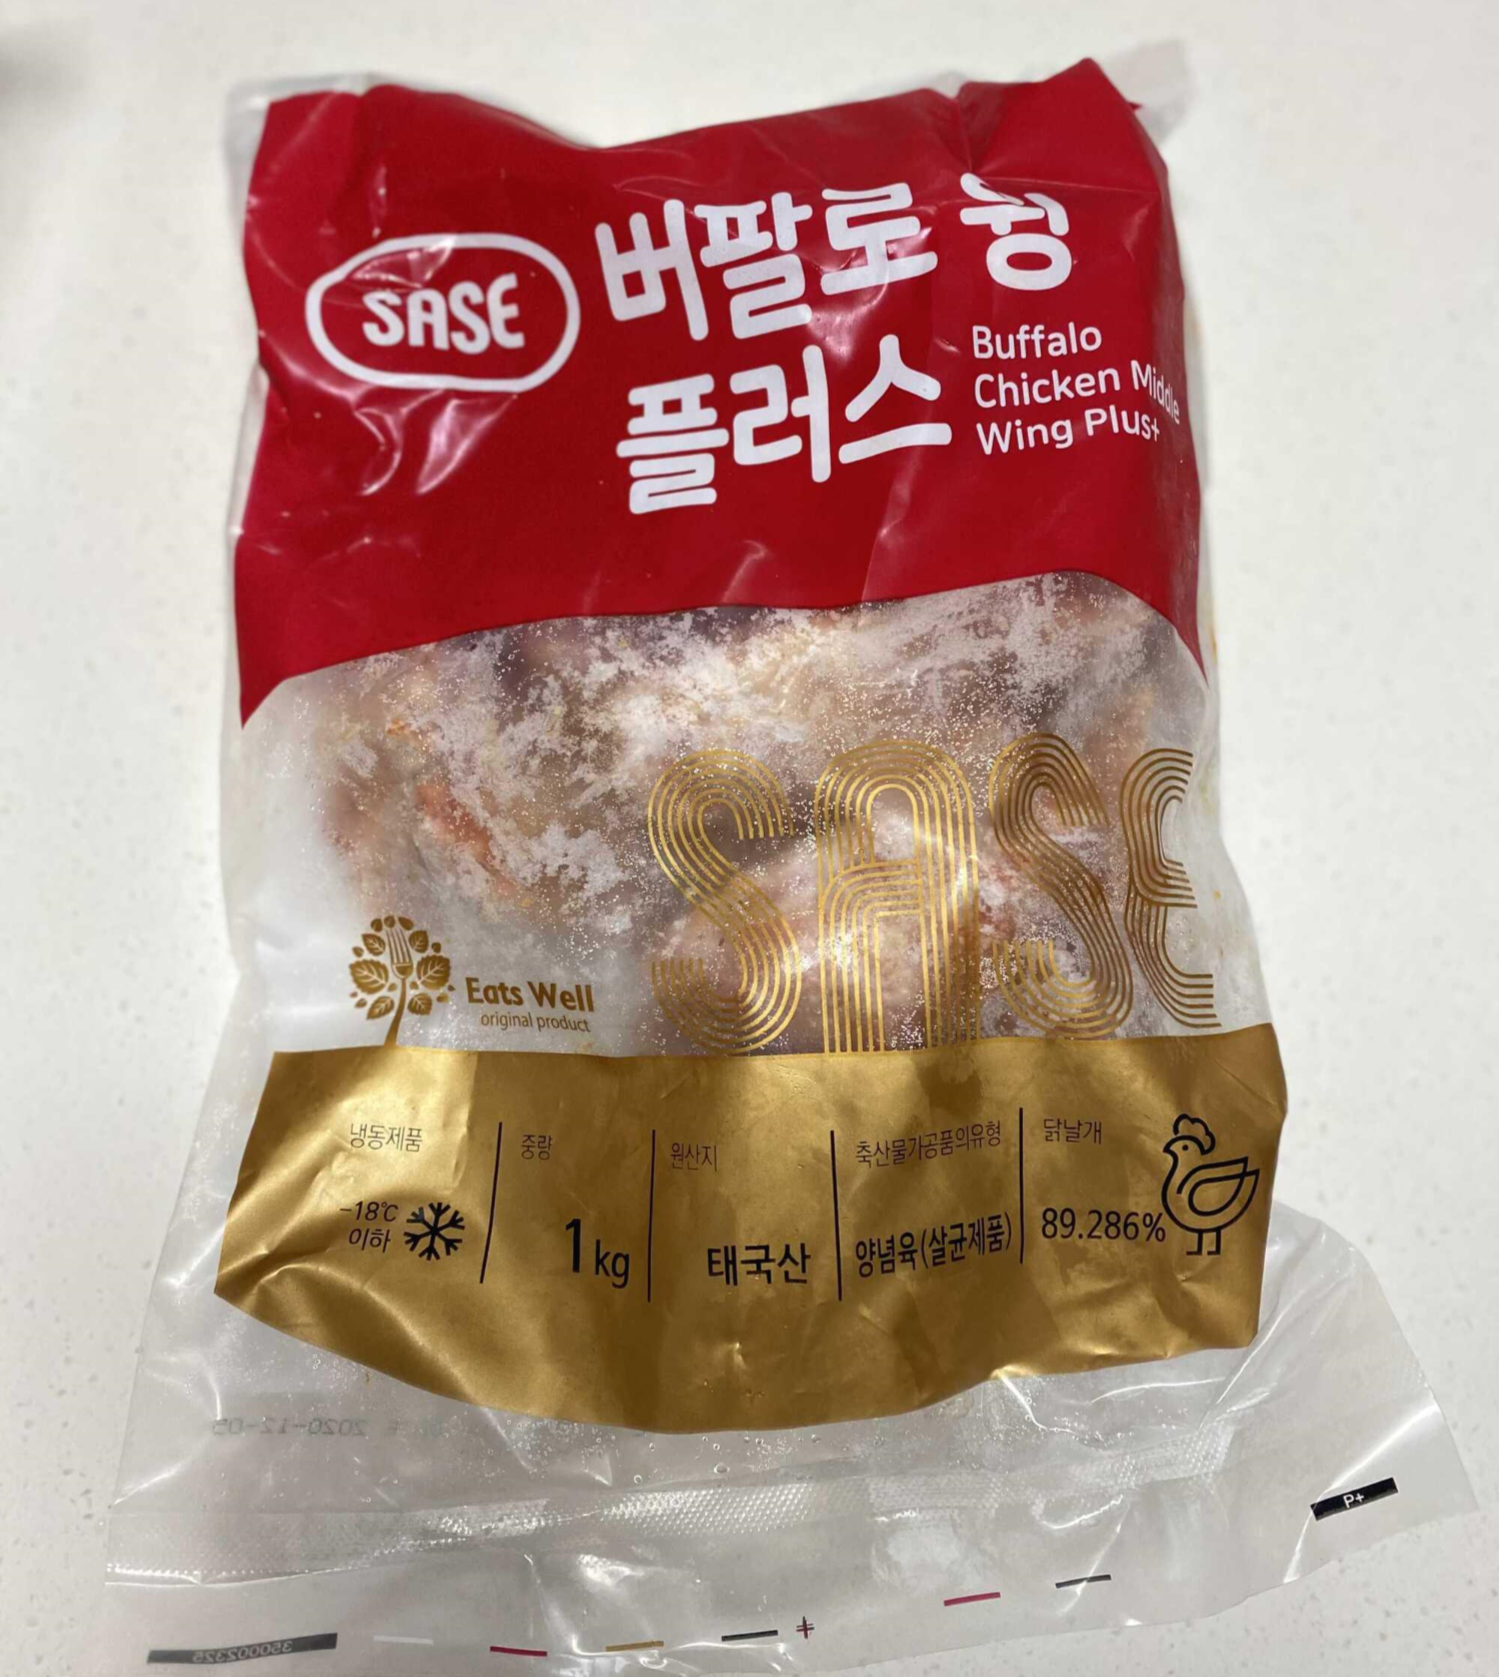 SASE
버팔로 윙
플러스
Buffalo
Chicken Middle
Wing Plus+
SASE
Eats Well
original product
냉동제품
-18℃
이하
중량
1kg
원산지
태국산
축산물가공품의유형
양념육(살균제품)
닭날개
89.286%
2020-12-05
P+
350002325